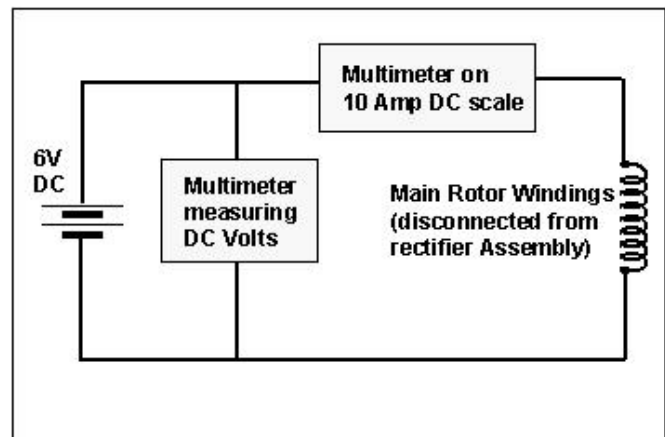 Multimeter on
10 Amp DC scale
6V
DC
Multimeter
measuring
DC Volts
Main Rotor Windings
(disconnected from
rectifier Assembly)